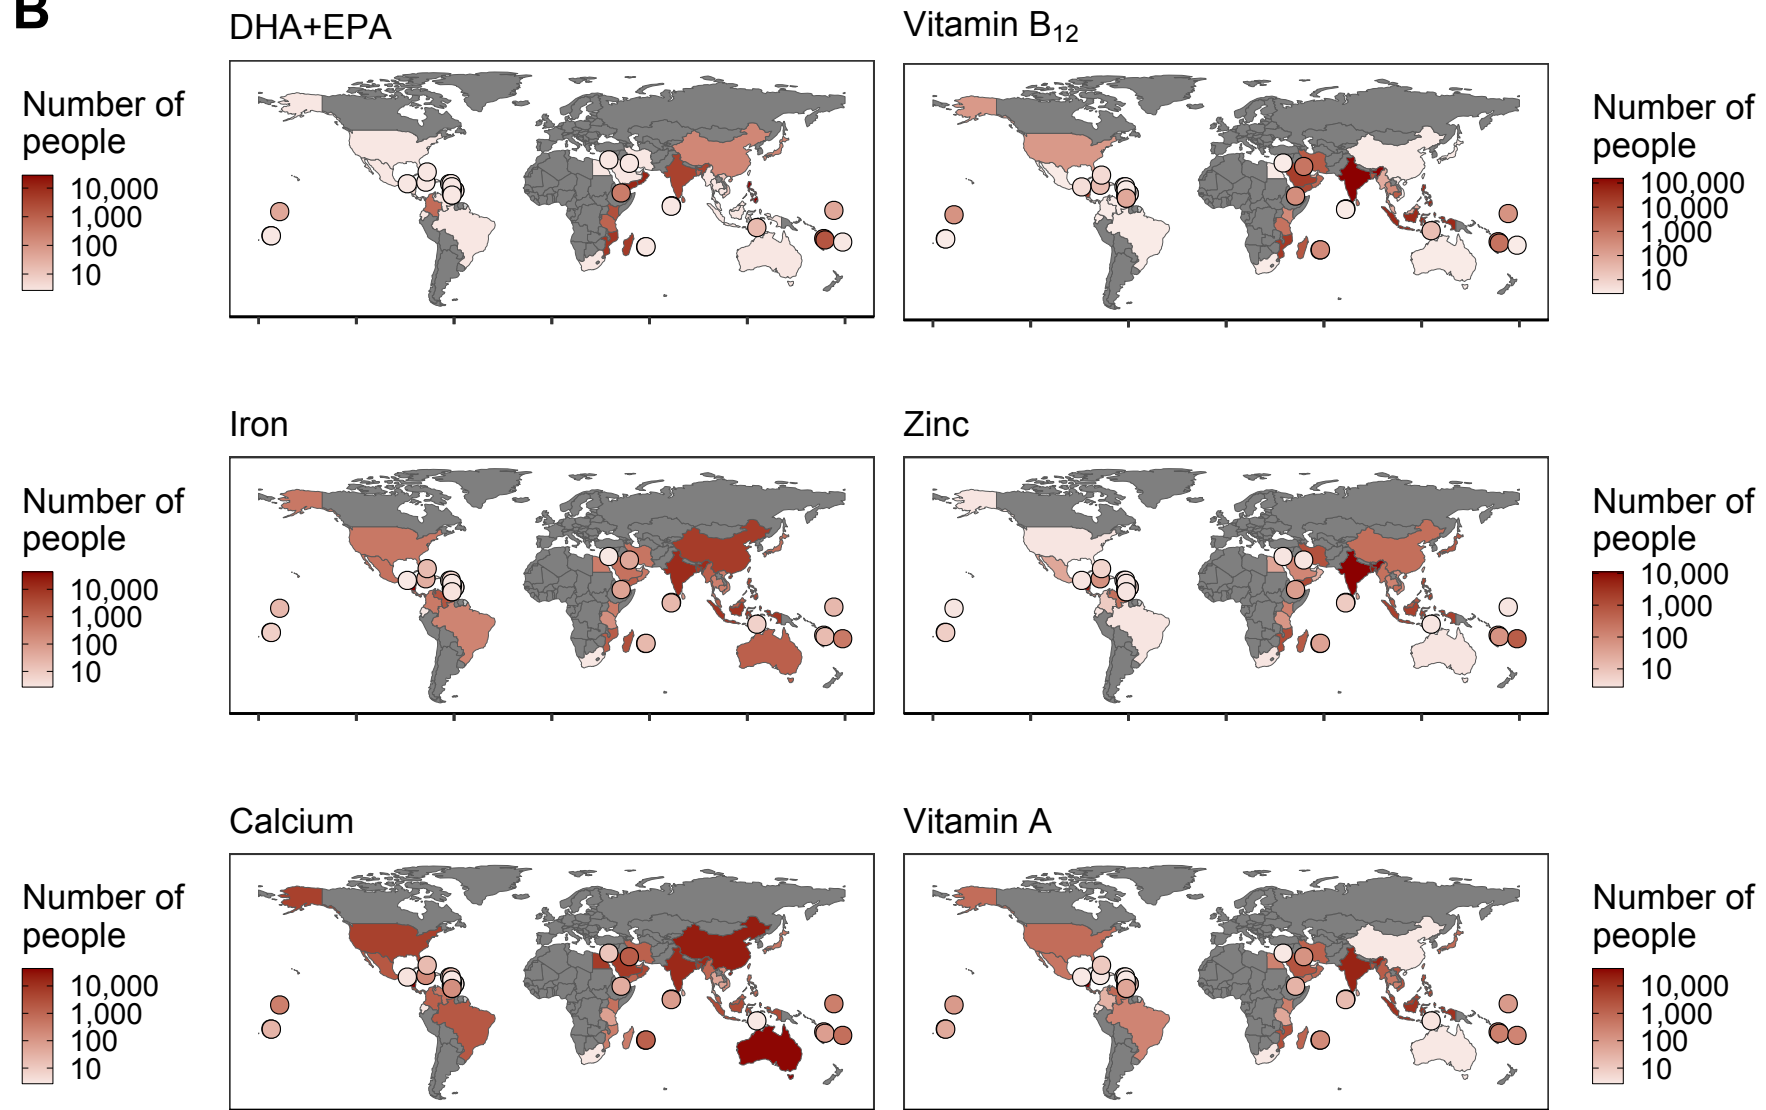 B
DHA+EPA
Vitamin B₁₂
Number of
people
10,000
1,000
100
10
Number of
people
100,000
10,000
1,000
100
10
Iron
Zinc
Number of
people
10,000
1,000
100
10
Number of
people
10,000
1,000
100
10
Calcium
Vitamin A
Number of
people
10,000
1,000
100
10
Number of
people
10,000
1,000
100
10